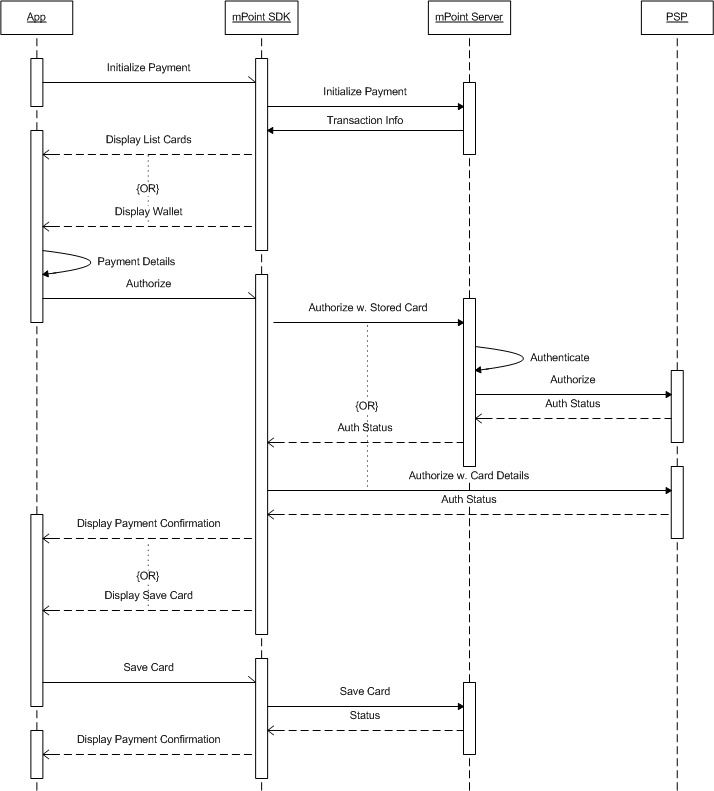 App
mPoint SDK
mPoint Server
PSP
Initialize Payment
Initialize Payment
Transaction Info
Display List Cards
{OR}
Display Wallet
Payment Details
Authorize
Authorize w. Stored Card
Authenticate
Authorize
Auth Status
{OR}
Auth Status
Authorize w. Card Details
Auth Status
Display Payment Confirmation
{OR}
Display Save Card
Save Card
Save Card
Status
Display Payment Confirmation